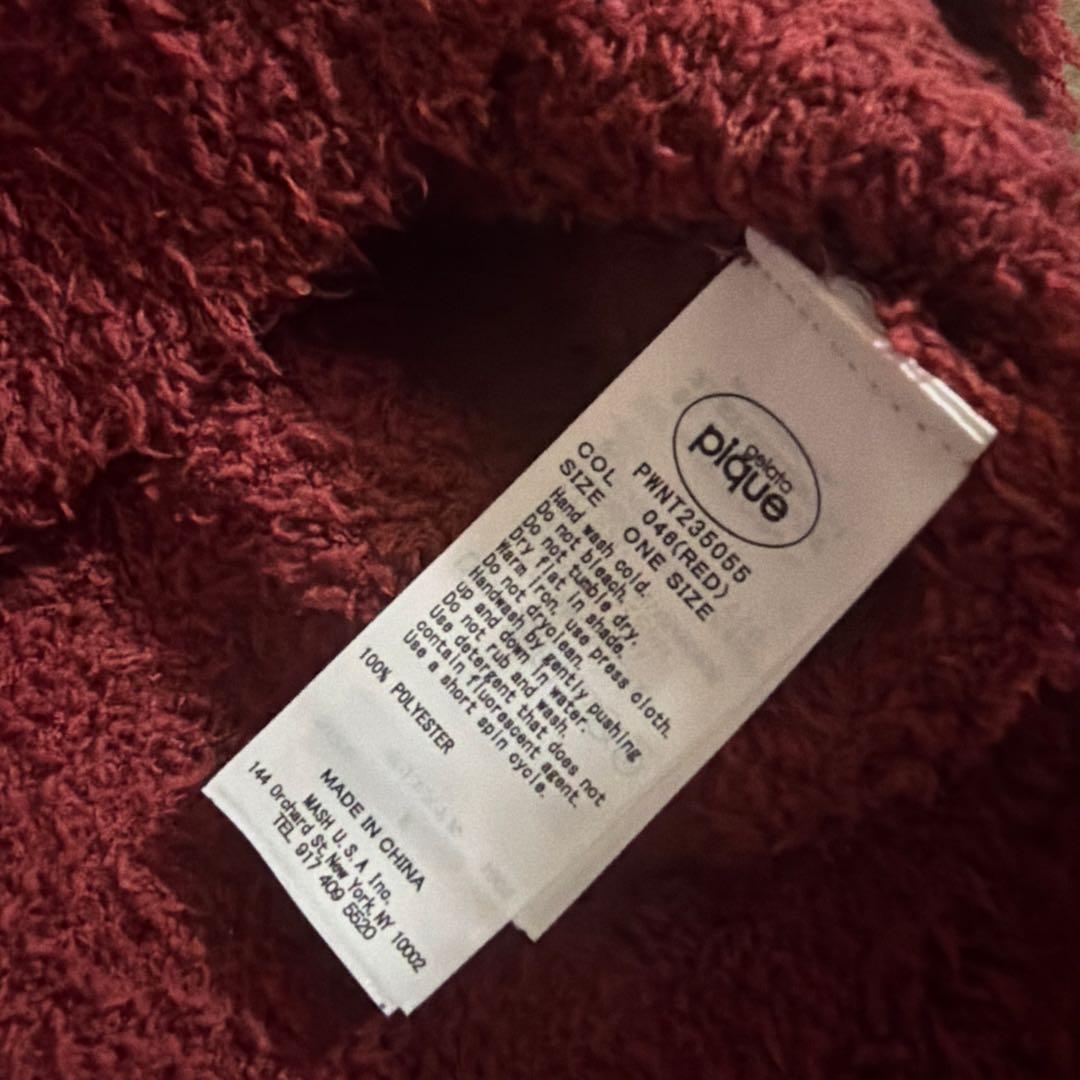 gelato
pique
PWNT235055
COL 046(RED)
SIZE ONE SIZE
Hand wash cold.
Do not bleach.
Do not tumble dry.
Dry flat in shade.
Warm iron, use press cloth.
Do not dryclean.
Handwash by gently pushing
up and down in water.
Do not rub and wash.
Use detergent that does not
contain fluorescent agent.
Use a short spin cycle.
100% POLYESTER
MADE IN CHINA
MASH U.S.A Inc.
144 Orchard St,New York,NY 10002
TEL 917 409 5520